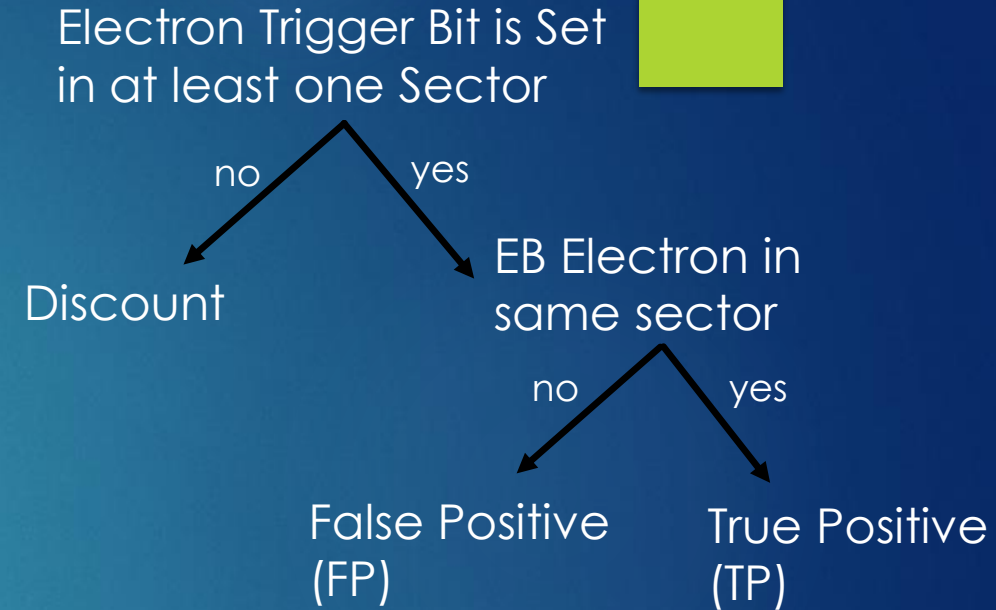 Electron Trigger Bit is Set
in at least one Sector
no
yes
EB Electron in
same sector
Discount
no
yes
False Positive
(FP)
True Positive
(TP)